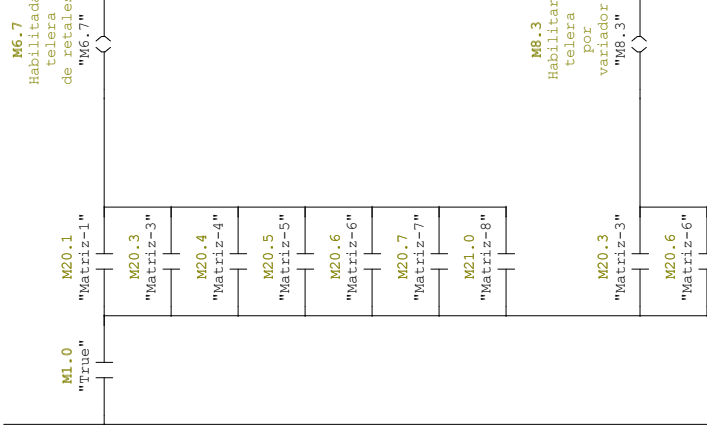 M1.0
"True"
M20.1
"Matriz-1"
M6.7
Habilitada
telera
de retales
"M6.7"
M20.3
"Matriz-3"
M20.4
"Matriz-4"
M20.5
"Matriz-5"
M20.6
"Matriz-6"
M20.7
"Matriz-7"
M21.0
"Matriz-8"
M20.3
"Matriz-3"
M8.3
Habilitar
telera
por
variador
"M8.3"
M20.6
"Matriz-6"